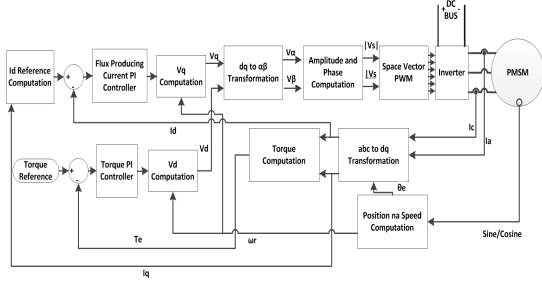 DC
+ -
BUS
Id Reference
Computation
+
-
Flux Producing
Current PI
Controller
Vq
Computation
Vq
dq to αβ
Transformation
Vα
Vβ
Amplitude and
Phase
Computation
|Vs|
|Vs
Space Vector
PWM
Inverter
PMSM
Ic
Ia
Id
Vd
Torque
Reference
+
-
Torque PI
Controller
Vd
Computation
Torque
Computation
abc to dq
Transformation
θe
Position na Speed
Computation
Sine/Cosine
Te
ωr
Iq